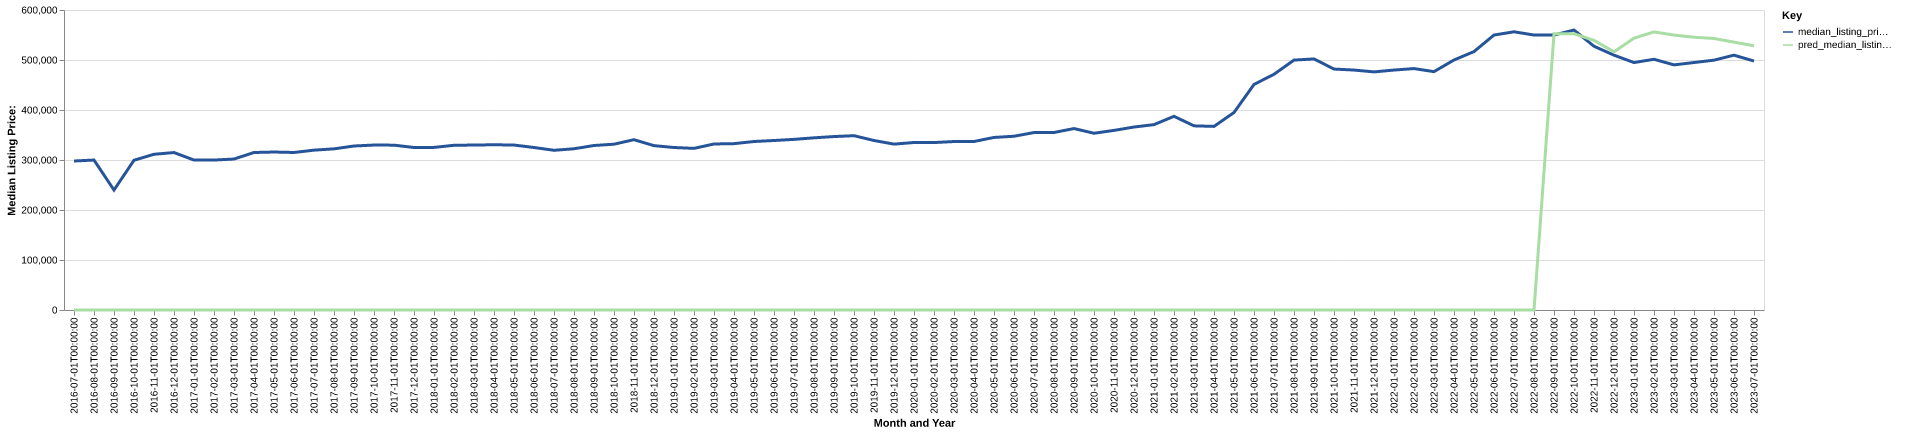 600,000
500,000
400,000
300,000
200,000
100,000
0
Median Listing Price:
2016-07-01T00:00:00
2016-08-01T00:00:00
2016-09-01T00:00:00
2016-10-01T00:00:00
2016-11-01T00:00:00
2016-12-01T00:00:00
2017-01-01T00:00:00
2017-02-01T00:00:00
2017-03-01T00:00:00
2017-04-01T00:00:00
2017-05-01T00:00:00
2017-06-01T00:00:00
2017-07-01T00:00:00
2017-08-01T00:00:00
2017-09-01T00:00:00
2017-10-01T00:00:00
2017-11-01T00:00:00
2017-12-01T00:00:00
2018-01-01T00:00:00
2018-02-01T00:00:00
2018-03-01T00:00:00
2018-04-01T00:00:00
2018-05-01T00:00:00
2018-06-01T00:00:00
2018-07-01T00:00:00
2018-08-01T00:00:00
2018-09-01T00:00:00
2018-10-01T00:00:00
2018-11-01T00:00:00
2018-12-01T00:00:00
2019-01-01T00:00:00
2019-02-01T00:00:00
2019-03-01T00:00:00
2019-04-01T00:00:00
2019-05-01T00:00:00
2019-06-01T00:00:00
2019-07-01T00:00:00
2019-08-01T00:00:00
2019-09-01T00:00:00
2019-10-01T00:00:00
2019-11-01T00:00:00
2019-12-01T00:00:00
2020-01-01T00:00:00
2020-02-01T00:00:00
2020-03-01T00:00:00
2020-04-01T00:00:00
2020-05-01T00:00:00
2020-06-01T00:00:00
2020-07-01T00:00:00
2020-08-01T00:00:00
2020-09-01T00:00:00
2020-10-01T00:00:00
2020-11-01T00:00:00
2020-12-01T00:00:00
2021-01-01T00:00:00
2021-02-01T00:00:00
2021-03-01T00:00:00
2021-04-01T00:00:00
2021-05-01T00:00:00
2021-06-01T00:00:00
2021-07-01T00:00:00
2021-08-01T00:00:00
2021-09-01T00:00:00
2021-10-01T00:00:00
2021-11-01T00:00:00
2021-12-01T00:00:00
2022-01-01T00:00:00
2022-02-01T00:00:00
2022-03-01T00:00:00
2022-04-01T00:00:00
2022-05-01T00:00:00
2022-06-01T00:00:00
2022-07-01T00:00:00
2022-08-01T00:00:00
2022-09-01T00:00:00
2022-10-01T00:00:00
2022-11-01T00:00:00
2022-12-01T00:00:00
2023-01-01T00:00:00
2023-02-01T00:00:00
2023-03-01T00:00:00
2023-04-01T00:00:00
2023-05-01T00:00:00
2023-06-01T00:00:00
2023-07-01T00:00:00
Month and Year
Key
median_listing_pri…
pred_median_listin…